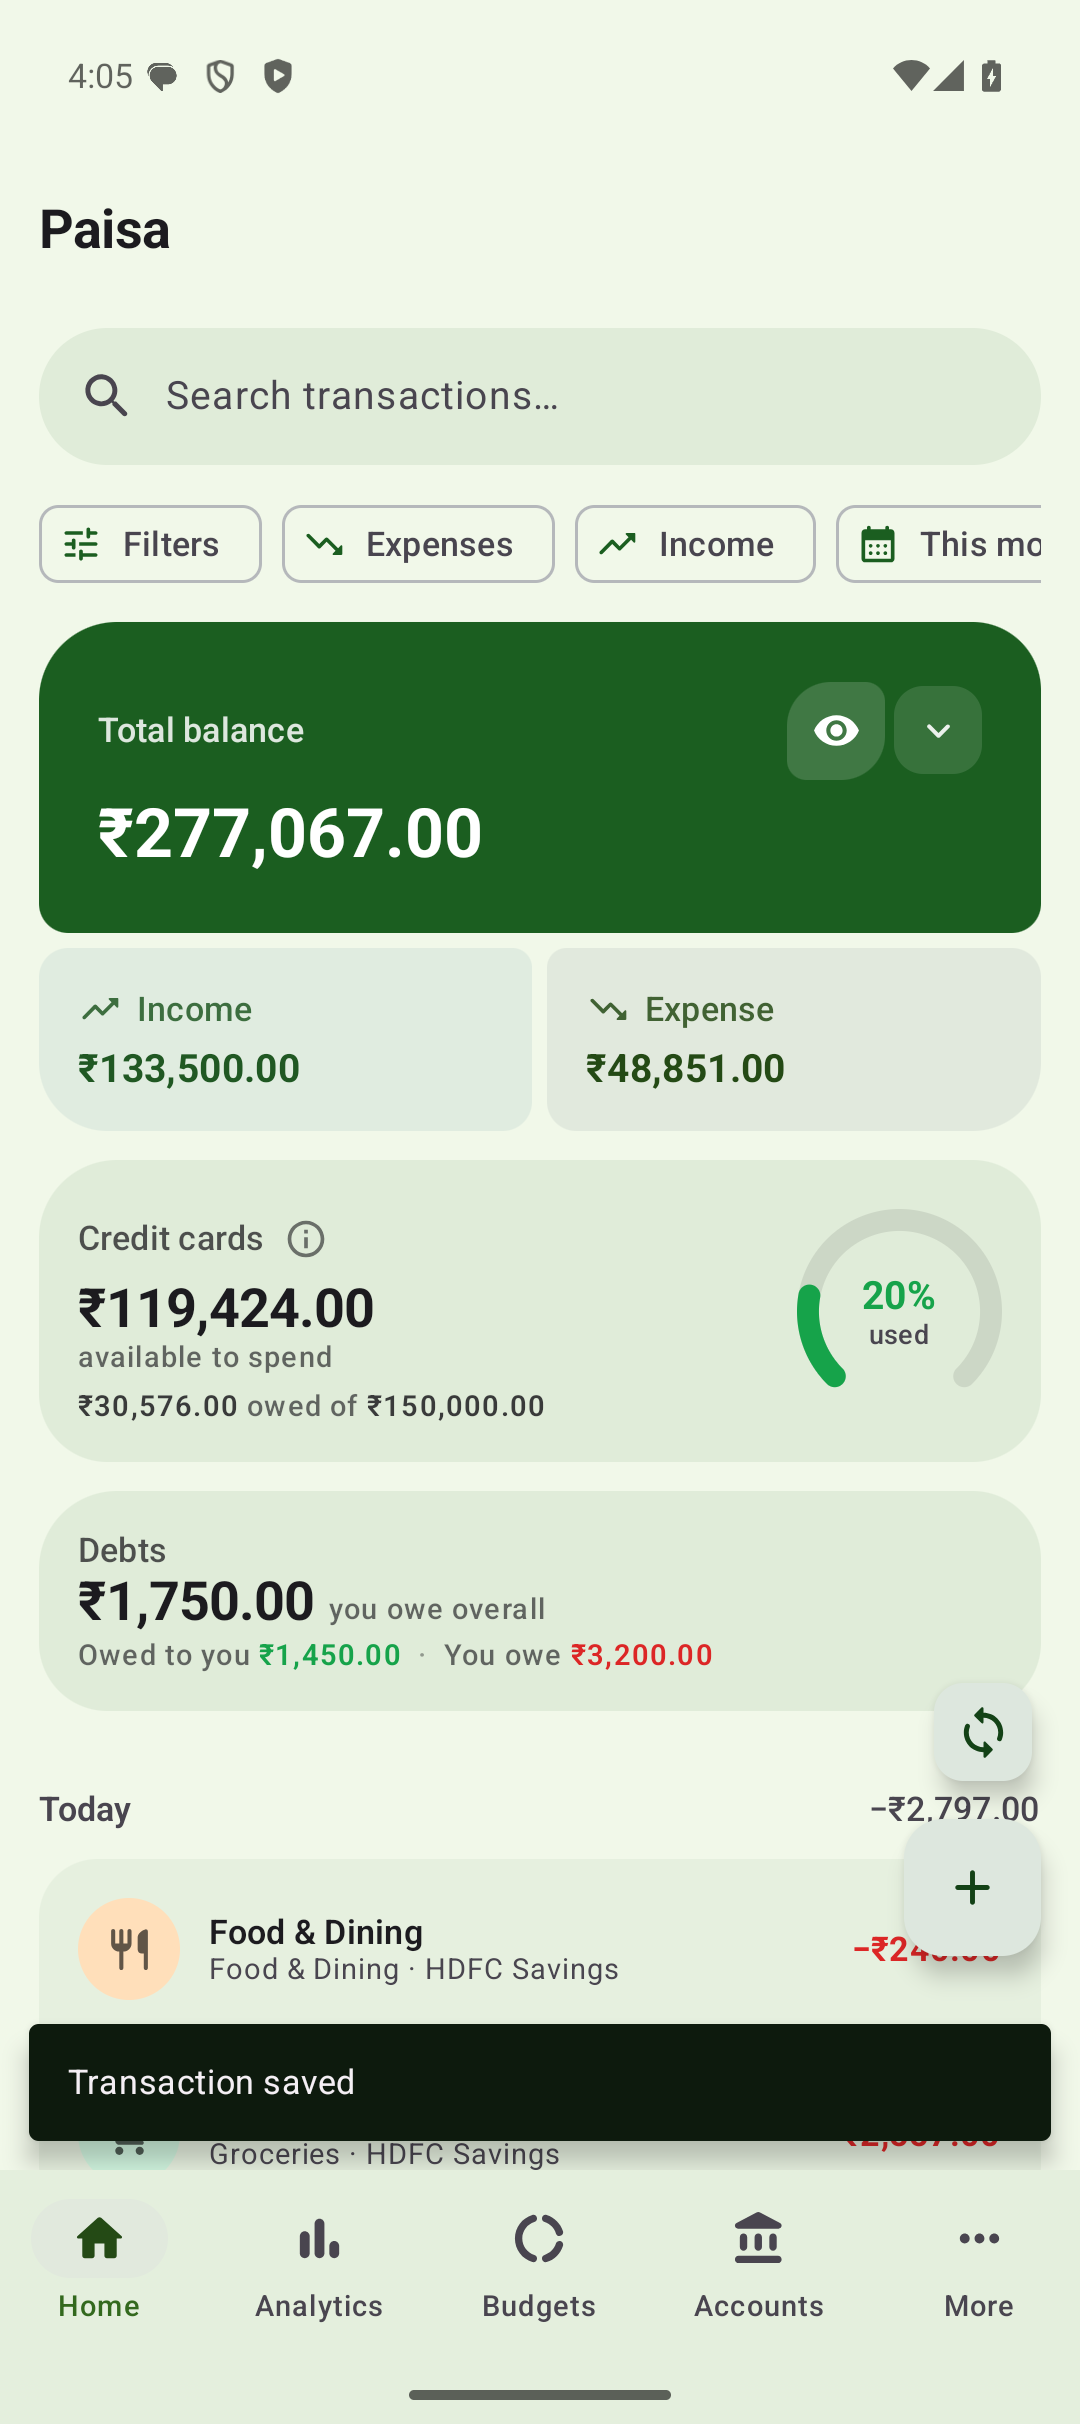 4:05
Paisa
Search transactions…
Filters
Expenses
Income
This mo
Total balance
₹277,067.00
Income
Expense
₹133,500.00
₹48,851.00
Credit cards
₹119,424.00
available to spend
₹30,576.00 owed of ₹150,000.00
20%
used
Debts
₹1,750.00 you owe overall
Owed to you ₹1,450.00 · You owe ₹3,200.00
Today
−₹2,797.00
Food & Dining
Food & Dining · HDFC Savings
Transaction saved
Groceries · HDFC Savings
Home
Analytics
Budgets
Accounts
More